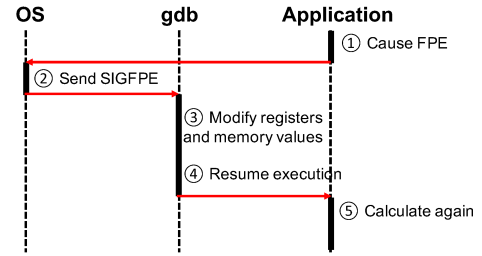 OS gdb Application
① Cause FPE
② Send SIGFPE
③ Modify registers
and memory values
④ Resume execution
⑤ Calculate again